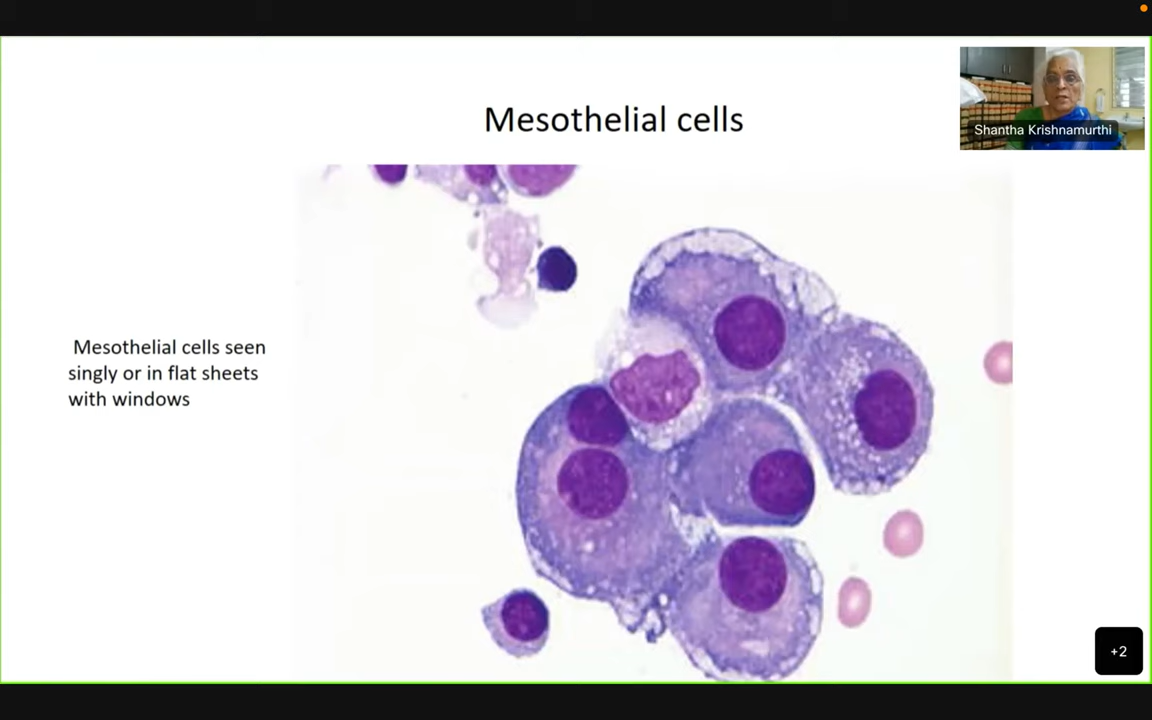 Mesothelial cells
Shantha Krishnamurthi
Mesothelial cells seen
singly or in flat sheets
with windows
+2